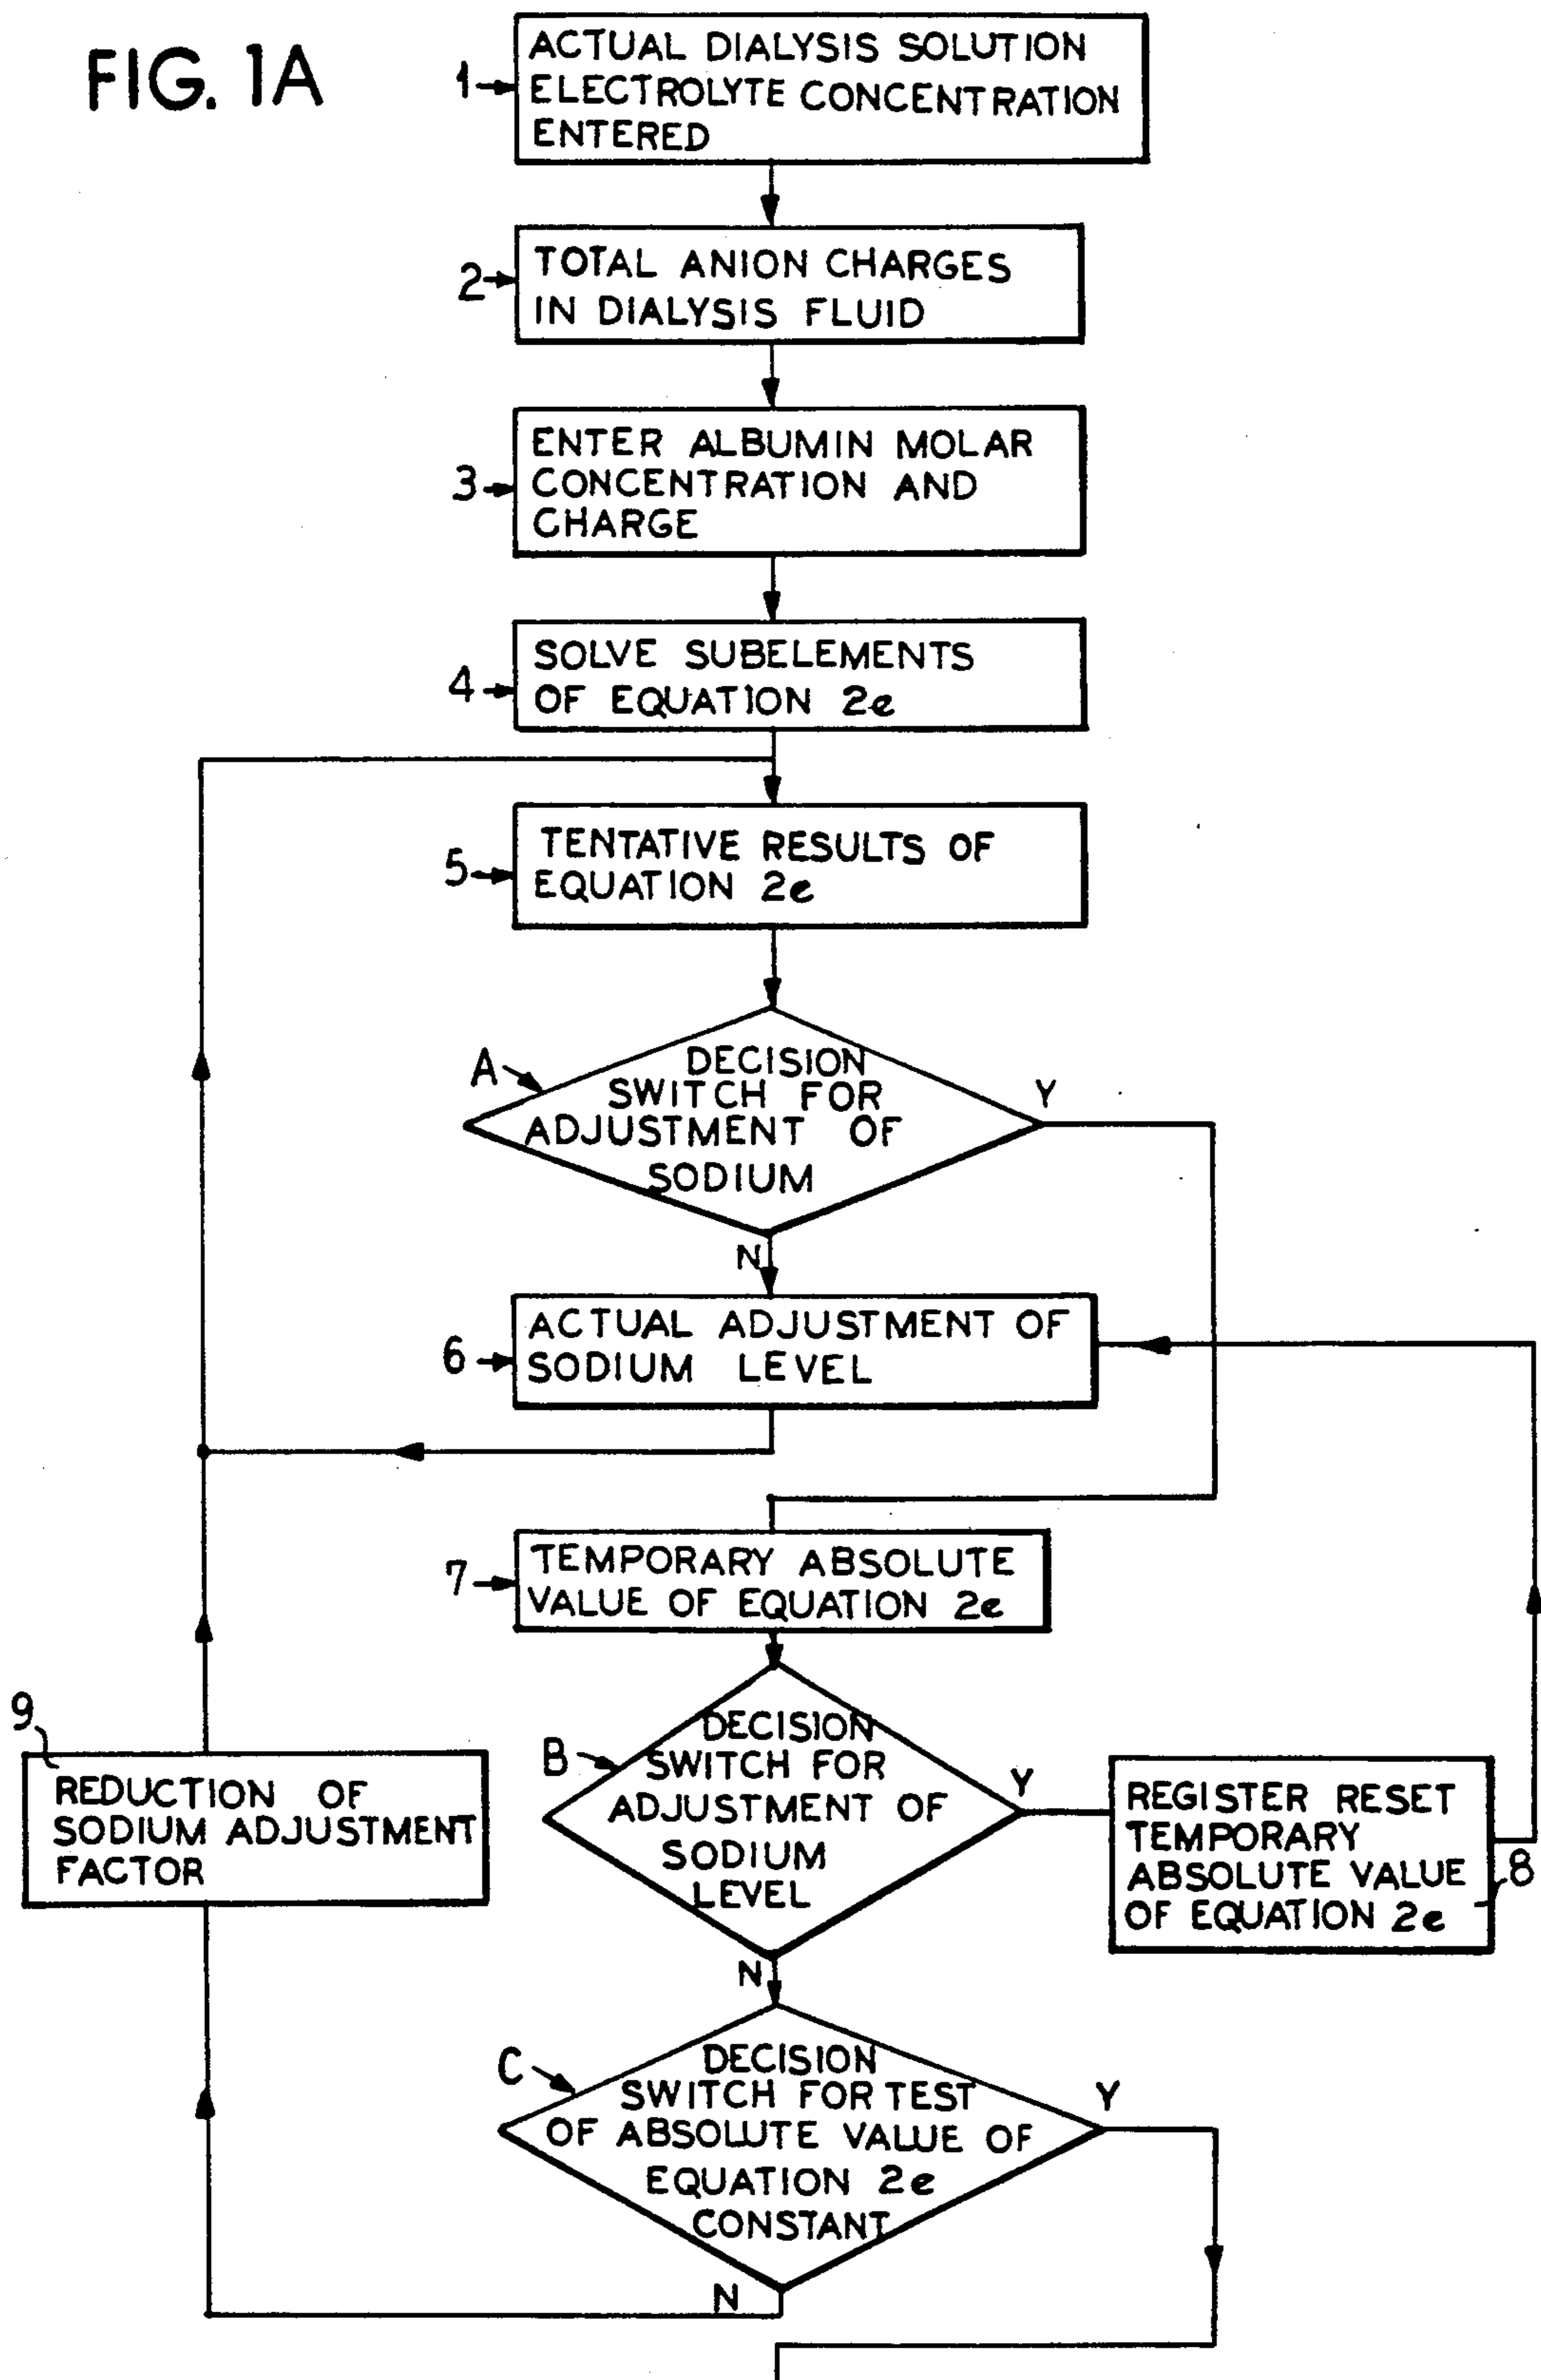 FIG. 1A
1
ACTUAL DIALYSIS SOLUTION
ELECTROLYTE CONCENTRATION
ENTERED
2
TOTAL ANION CHARGES
IN DIALYSIS FLUID
3
ENTER ALBUMIN MOLAR
CONCENTRATION AND
CHARGE
4
SOLVE SUBELEMENTS
OF EQUATION 2e
5
TENTATIVE RESULTS OF
EQUATION 2e
A
DECISION
SWITCH FOR
ADJUSTMENT OF
SODIUM
Y
N
6
ACTUAL ADJUSTMENT OF
SODIUM LEVEL
7
TEMPORARY ABSOLUTE
VALUE OF EQUATION 2e
B
DECISION
SWITCH FOR
ADJUSTMENT OF
SODIUM
LEVEL
Y
N
REGISTER RESET
TEMPORARY
ABSOLUTE VALUE
OF EQUATION 2e
8
9
REDUCTION OF
SODIUM ADJUSTMENT
FACTOR
C
DECISION
SWITCH FOR TEST
OF ABSOLUTE VALUE OF
EQUATION 2e
CONSTANT
Y
N